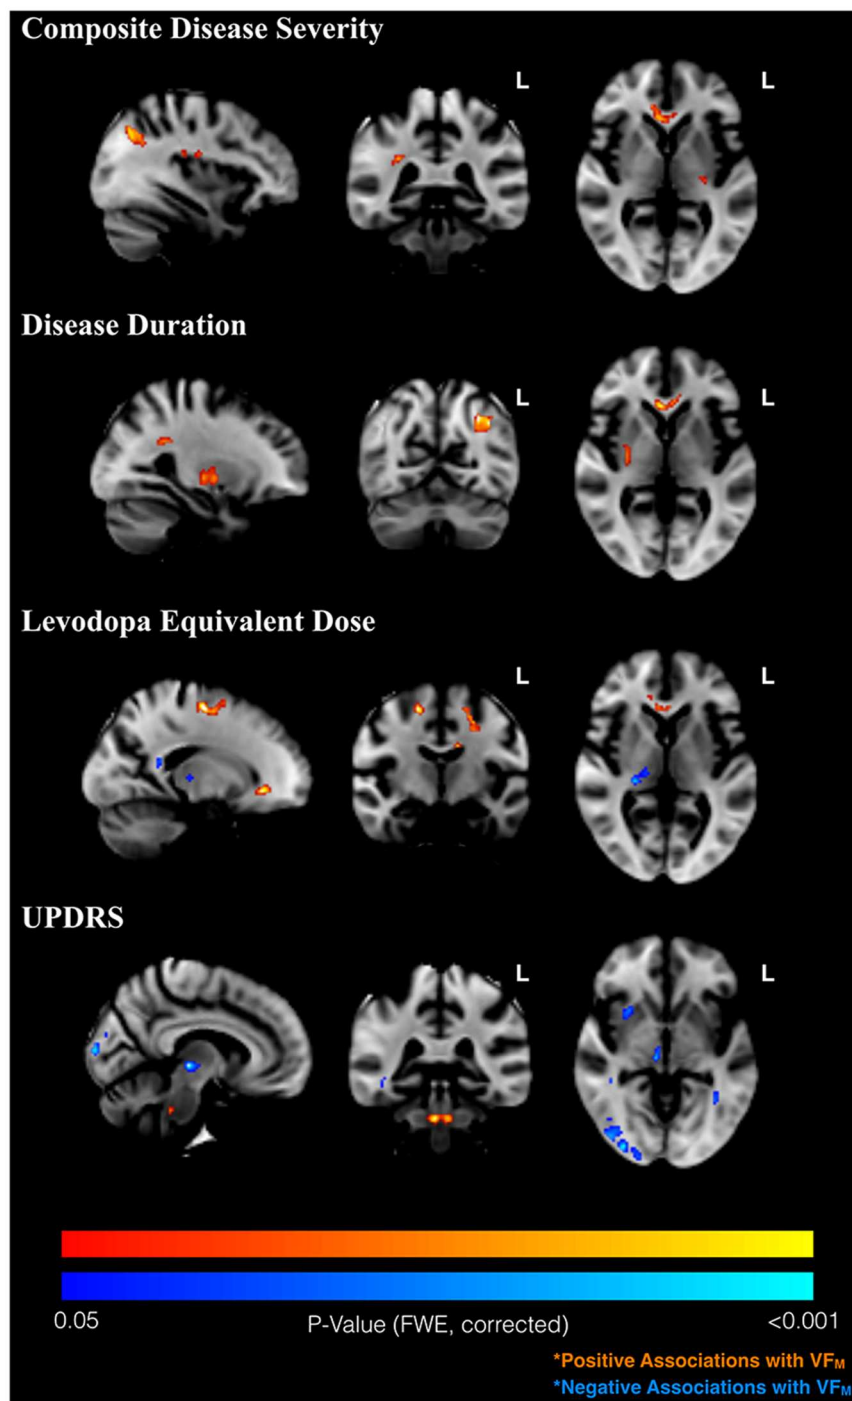 Composite Disease Severity
L
L
Disease Duration
L
L
Levodopa Equivalent Dose
L
L
UPDRS
L
L
0.05 P-Value (FWE, corrected) <0.001
*Positive Associations with VFM
*Negative Associations with VFM